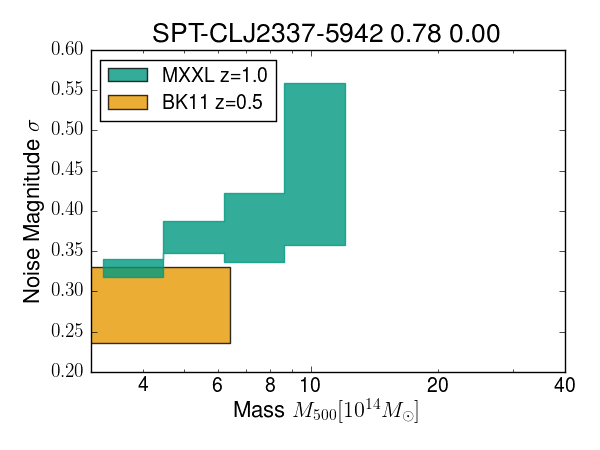 SPT-CLJ2337-5942 0.78 0.00
0.60
0.55
0.50
0.45
0.40
0.35
0.30
0.25
0.20
Noise Magnitude σ
MXXL z=1.0
BK11 z=0.5
4 6 8 10 20 40
Mass M₅₀₀[10¹⁴M☉]